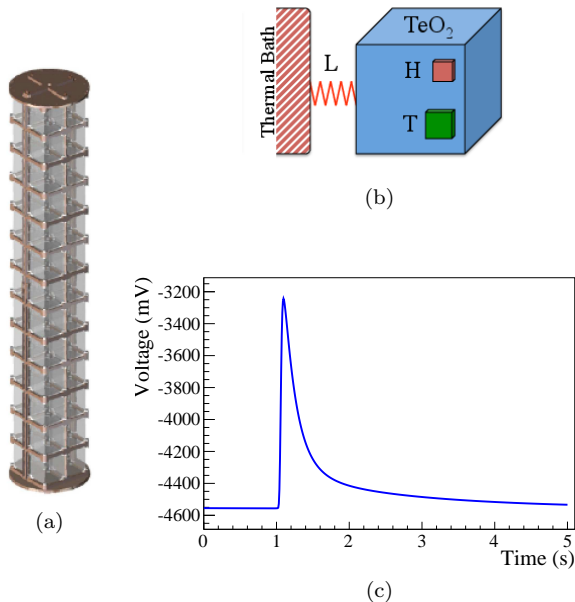 TeO₂
Thermal Bath
L
H
T
(b)
(a)
Voltage (mV)
-3200
-3400
-3600
-3800
-4000
-4200
-4400
-4600
0
1
2
3
4
5
Time (s)
(c)